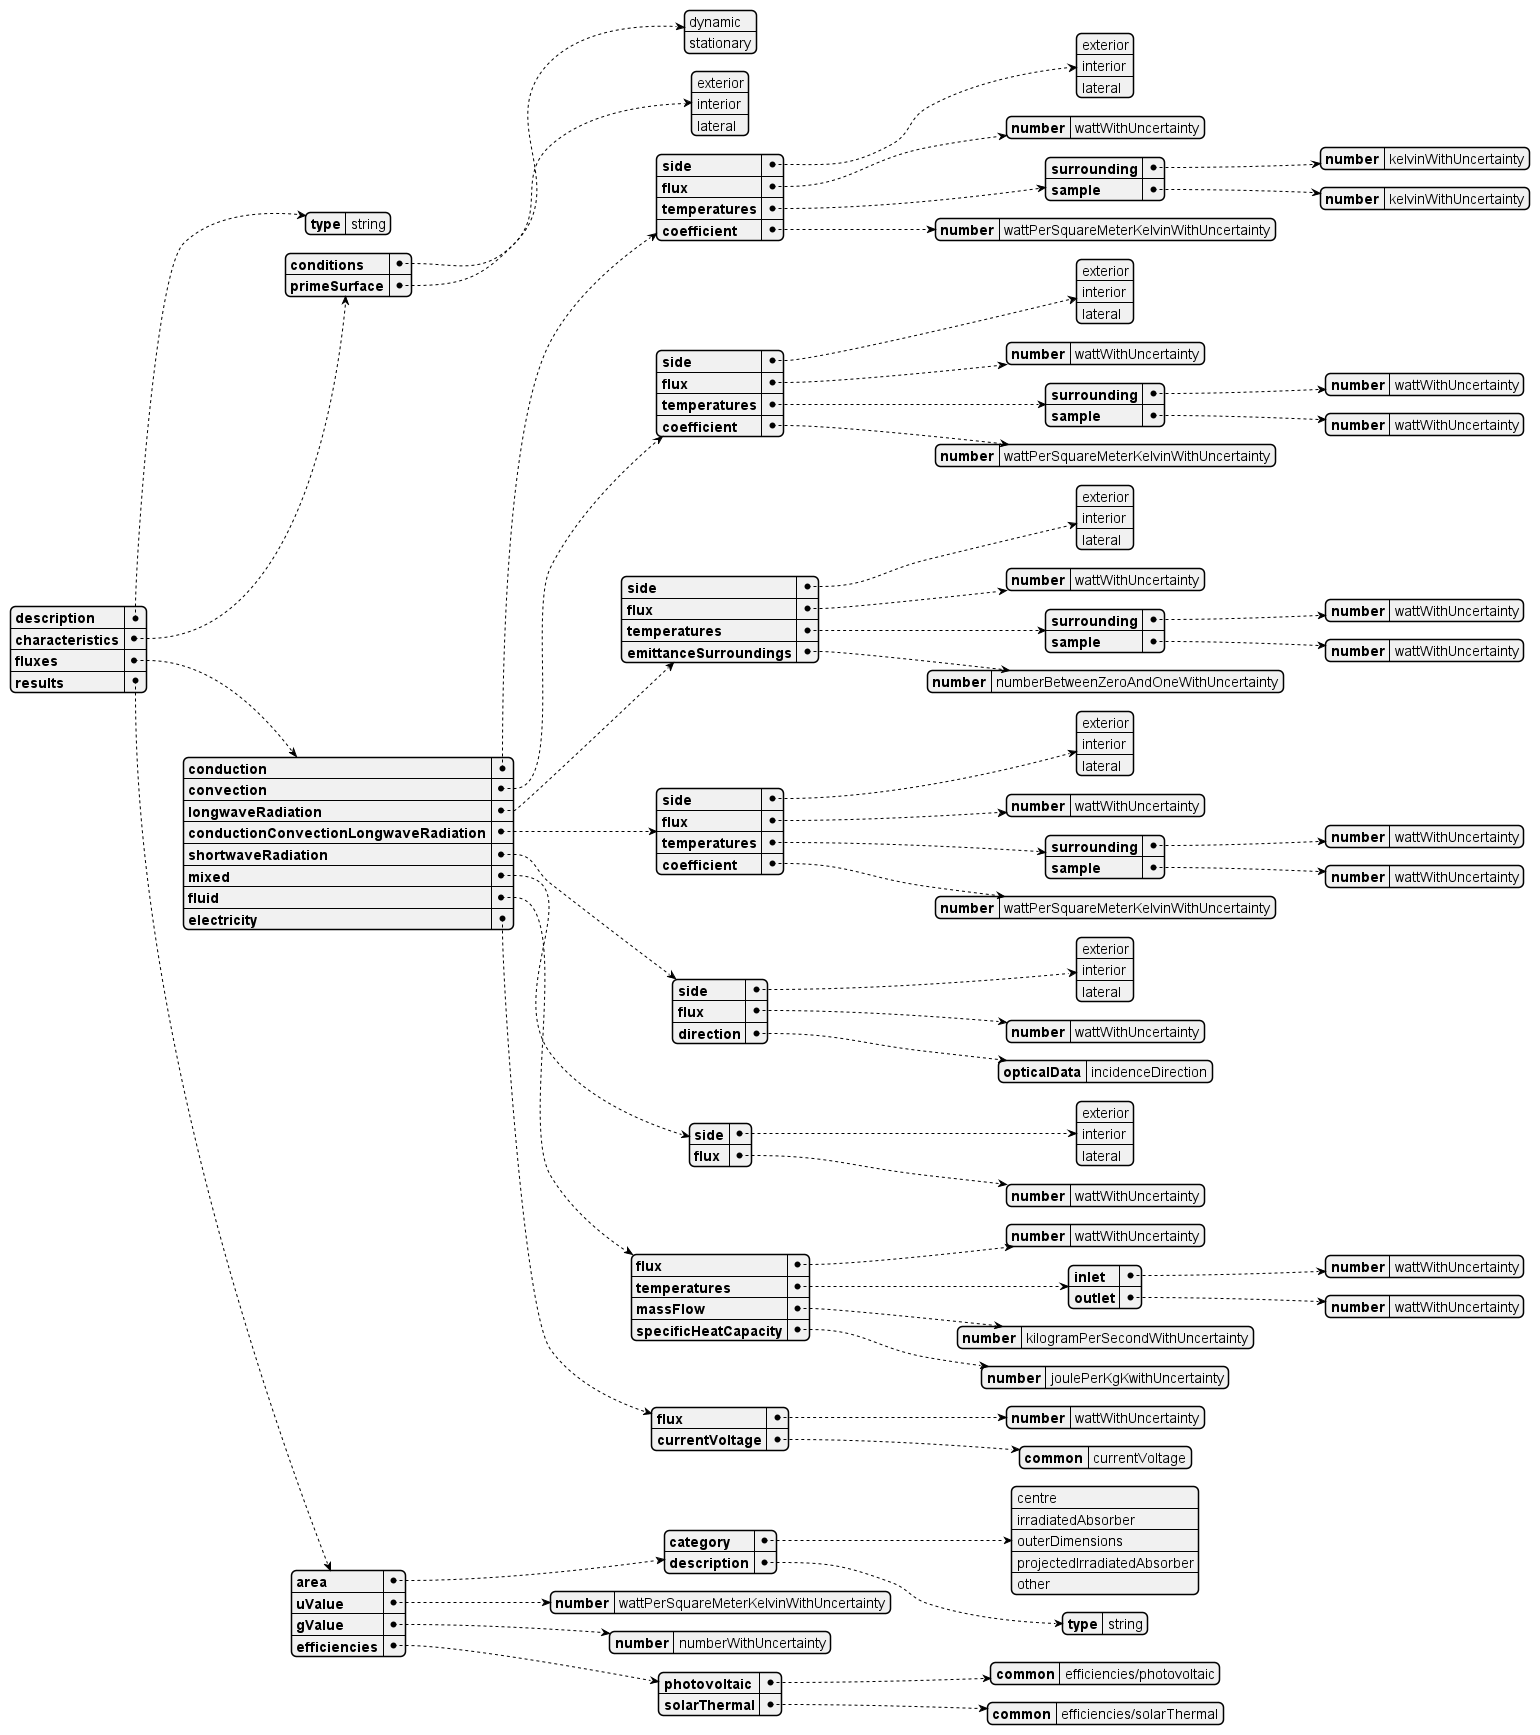 dynamic
stationary
exterior
interior
lateral
exterior
interior
lateral
number wattWithUncertainty
side
flux
temperatures
coefficient
surrounding
sample
number kelvinWithUncertainty
number kelvinWithUncertainty
type string
number wattPerSquareMeterKelvinWithUncertainty
conditions
primeSurface
exterior
interior
lateral
side
flux
temperatures
coefficient
number wattWithUncertainty
surrounding
sample
number wattWithUncertainty
number wattWithUncertainty
number wattPerSquareMeterKelvinWithUncertainty
exterior
interior
lateral
side
flux
temperatures
emittanceSurroundings
number wattWithUncertainty
surrounding
sample
number wattWithUncertainty
number wattWithUncertainty
number numberBetweenZeroAndOneWithUncertainty
description
characteristics
fluxes
results
exterior
interior
lateral
conduction
convection
longwaveRadiation
conductionConvectionLongwaveRadiation
shortwaveRadiation
mixed
fluid
electricity
side
flux
temperatures
coefficient
number wattWithUncertainty
surrounding
sample
number wattWithUncertainty
number wattWithUncertainty
number wattPerSquareMeterKelvinWithUncertainty
exterior
interior
lateral
side
flux
direction
number wattWithUncertainty
opticalData incidenceDirection
exterior
interior
lateral
side
flux
number wattWithUncertainty
number wattWithUncertainty
flux
temperatures
massFlow
specificHeatCapacity
inlet
outlet
number wattWithUncertainty
number wattWithUncertainty
number kilogramPerSecondWithUncertainty
number joulePerKgKwithUncertainty
flux
currentVoltage
number wattWithUncertainty
common currentVoltage
centre
irradiatedAbsorber
outerDimensions
projectedIrradiatedAbsorber
other
category
description
area
uValue
gValue
efficiencies
number wattPerSquareMeterKelvinWithUncertainty
type string
number numberWithUncertainty
photovoltaic
solarThermal
common efficiencies/photovoltaic
common efficiencies/solarThermal